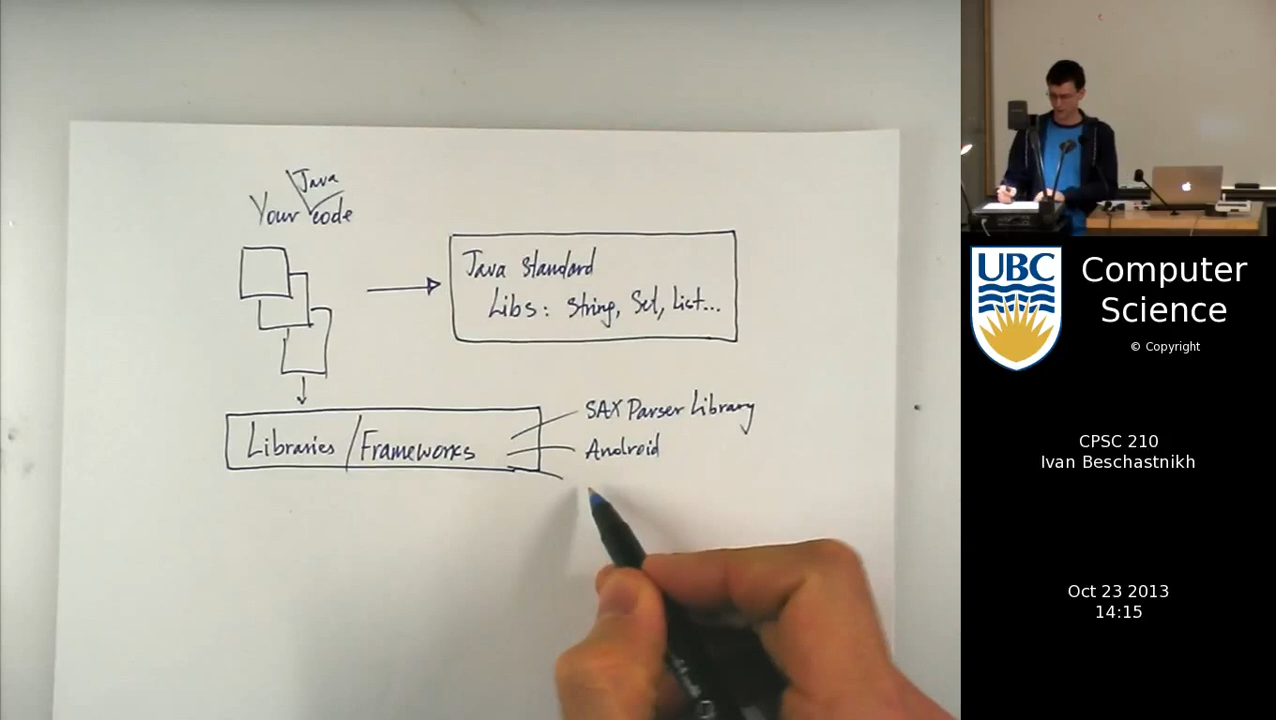 Java
Your code
Java Standard
Libs: String, Set, List...
Libraries / Frameworks
SAX Parser Library
Android
UBC
Computer
Science
© Copyright
CPSC 210
Ivan Beschastnikh
Oct 23 2013
14:15